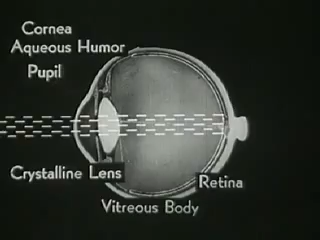 Cornea
Aqueous Humor
Pupil
Crystalline Lens
Retina
Vitreous Body